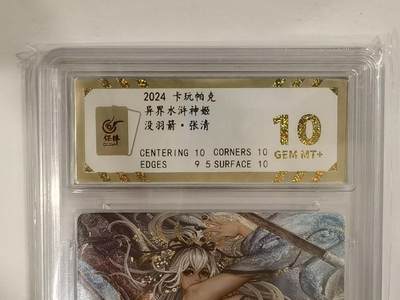 2024 卡玩帕克
异界水浒神姬
没羽箭·张清
CENTERING 10 CORNERS 10
EDGES 9 5 SURFACE 10
10
GEM MT+